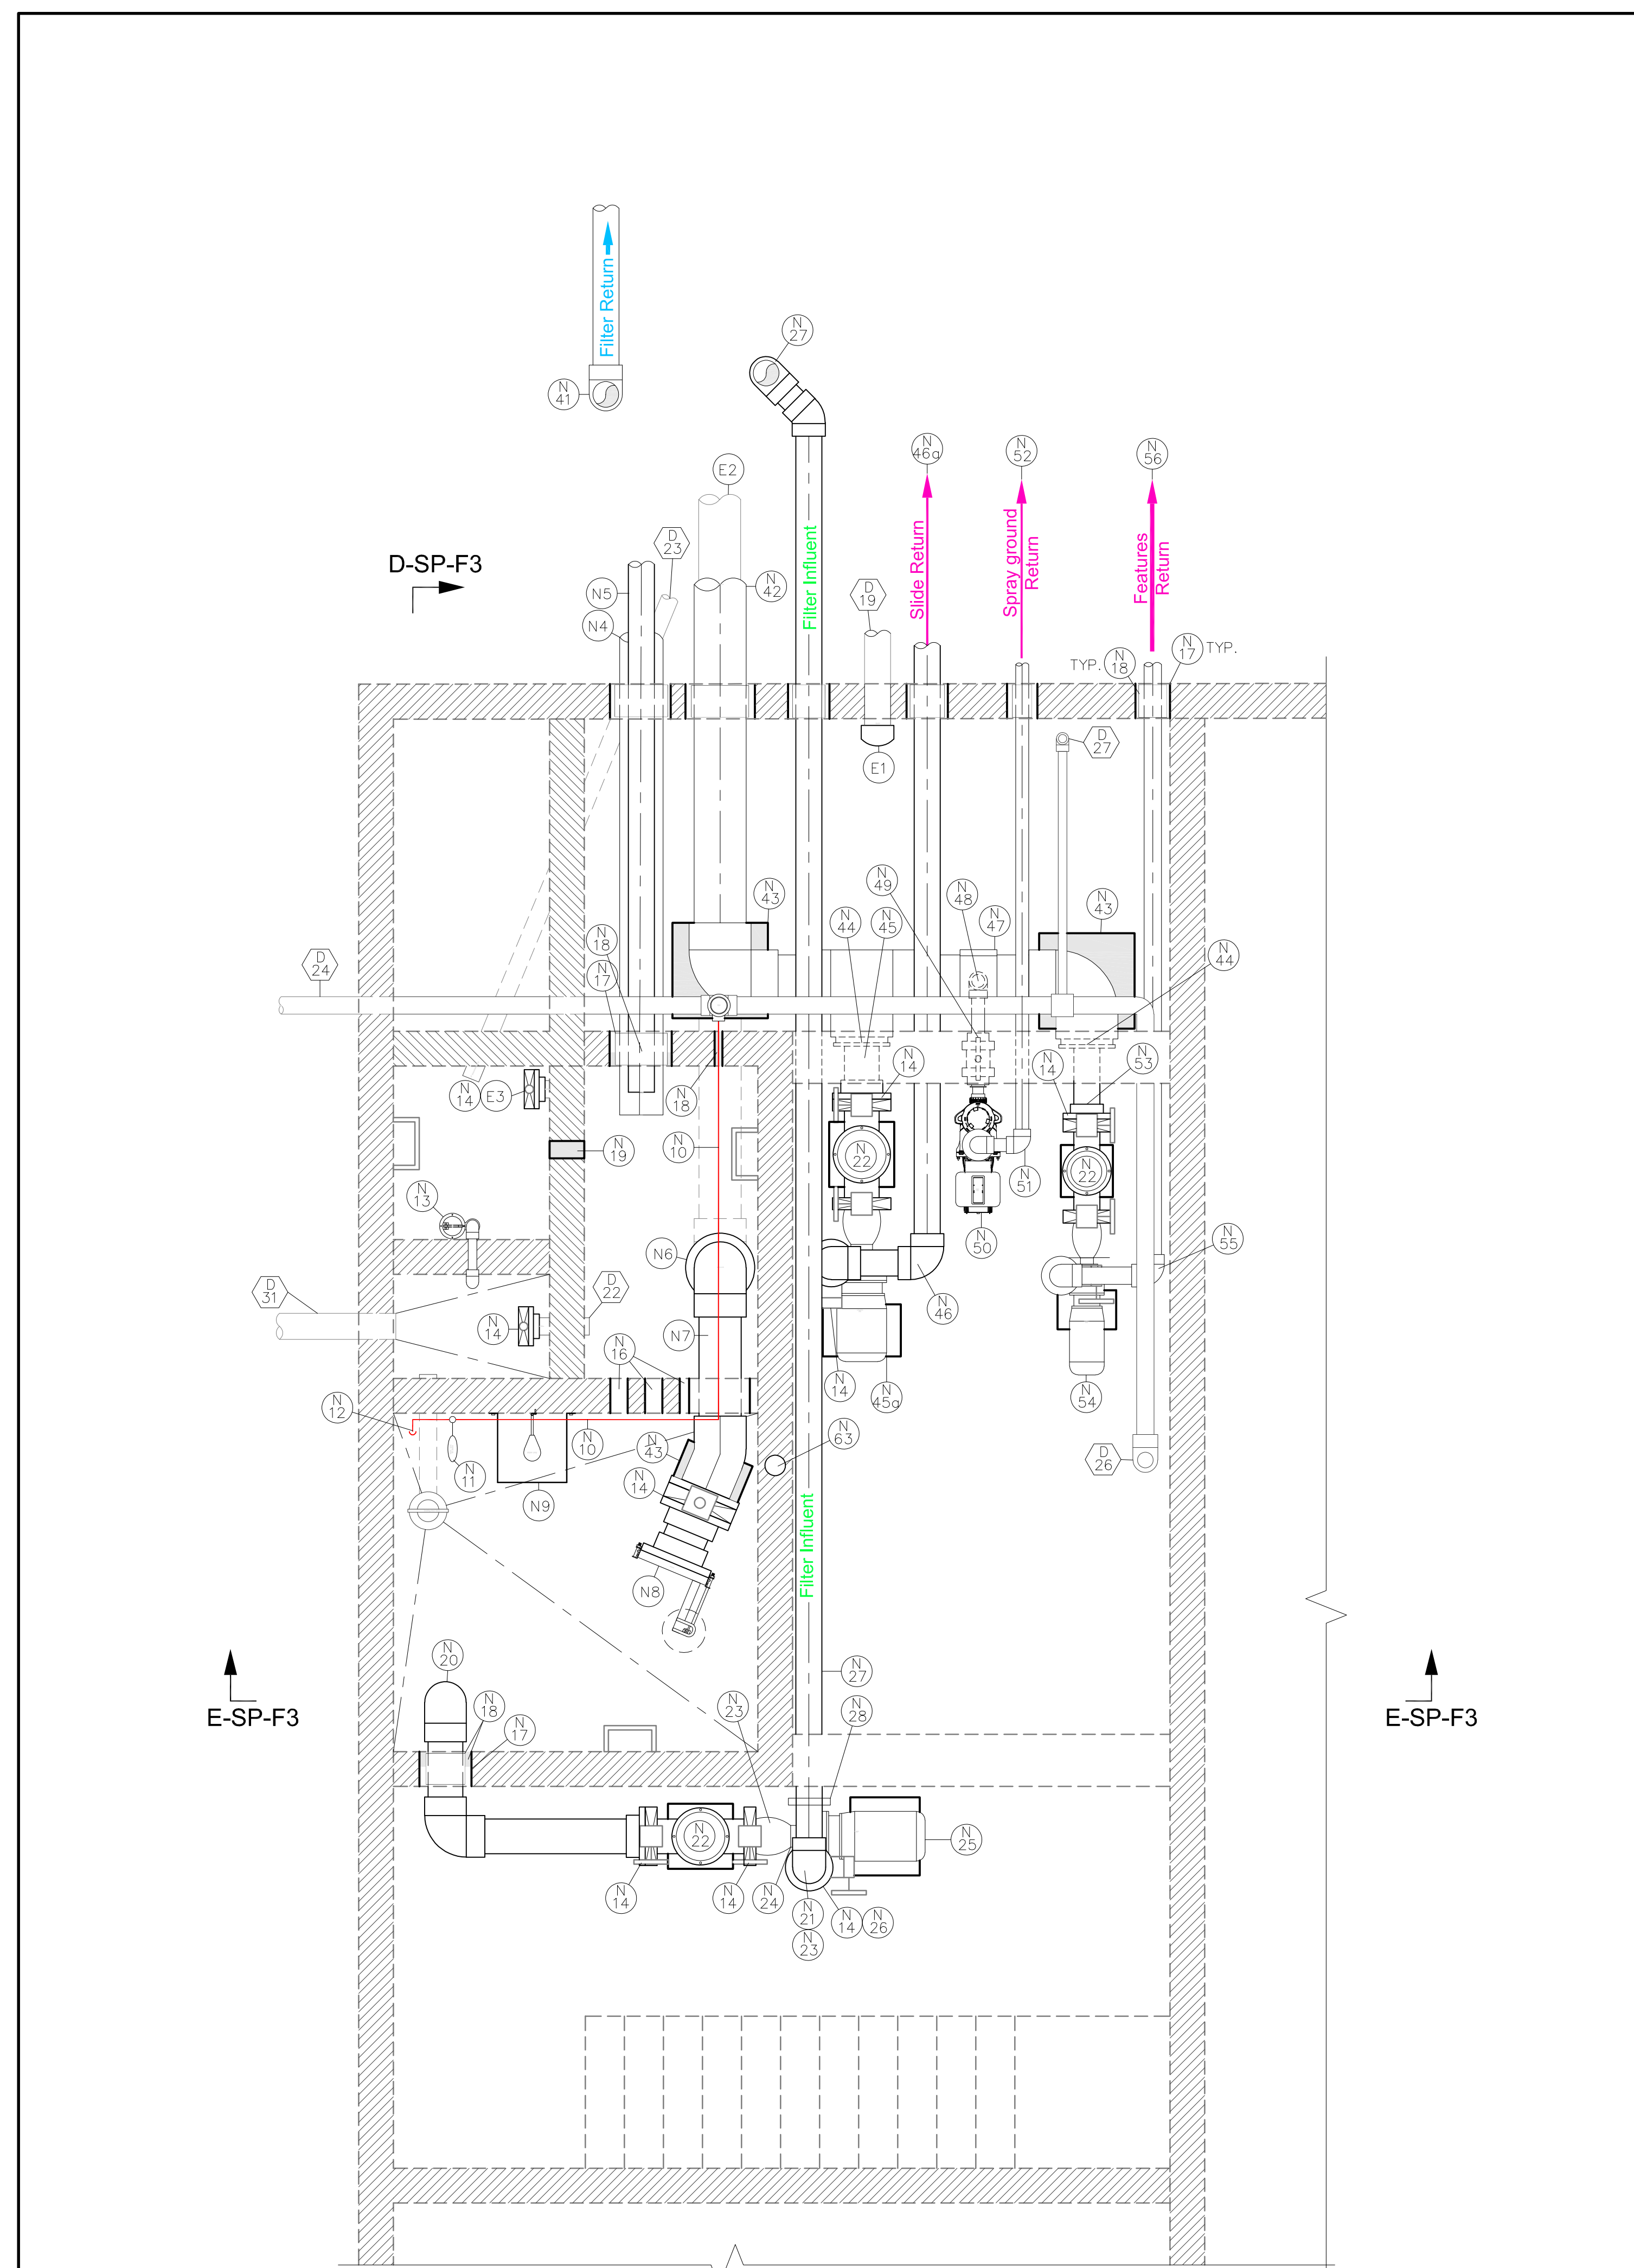 Filter Return
N
41
N
27
N
46a
N
52
N
56
E2
D
23
Filter Influent
Slide Return
Spray ground
Return
Features
Return
D-SP-F3
N5
N4
N
42
D
19
TYP.
N
18
N
17
TYP.
E1
D
27
N
43
N
44
N
45
N
49
N
48
N
47
N
43
N
44
N
18
N
17
D
24
N
14
E3
N
18
N
14
N
14
N
53
N
19
N
10
N
22
N
22
N
51
N
13
N6
N
50
N
55
D
31
D
22
N
14
N7
N
46
N
16
N
14
N
45a
N
54
N
12
N
10
N
11
N9
N
43
N
14
N
63
D
26
N8
Filter Influent
N
20
N
18
N
17
N
23
N
27
N
28
E-SP-F3
E-SP-F3
N
22
N
25
N
14
N
14
N
24
N
21
N
23
N
14
N
26